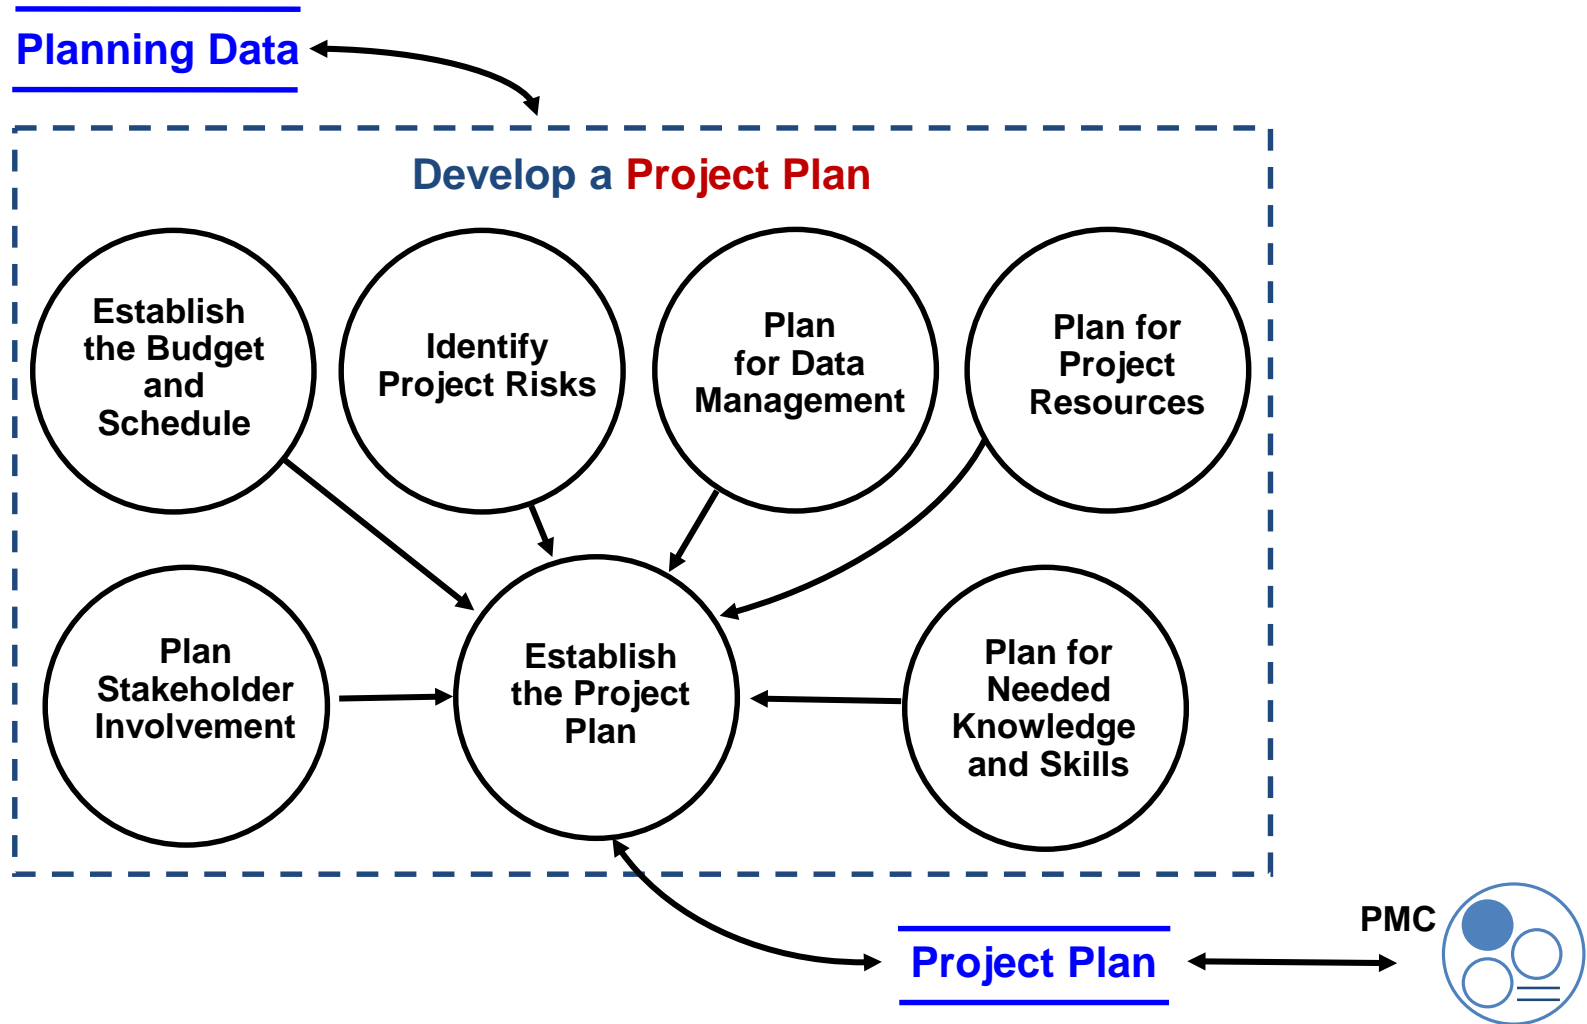 Planning Data
Develop a Project Plan
Establish
the Budget
and
Schedule
Identify
Project Risks
Plan
for Data
Management
Plan for
Project
Resources
Plan
Stakeholder
Involvement
Establish
the Project
Plan
Plan for
Needed
Knowledge
and Skills
PMC
Project Plan